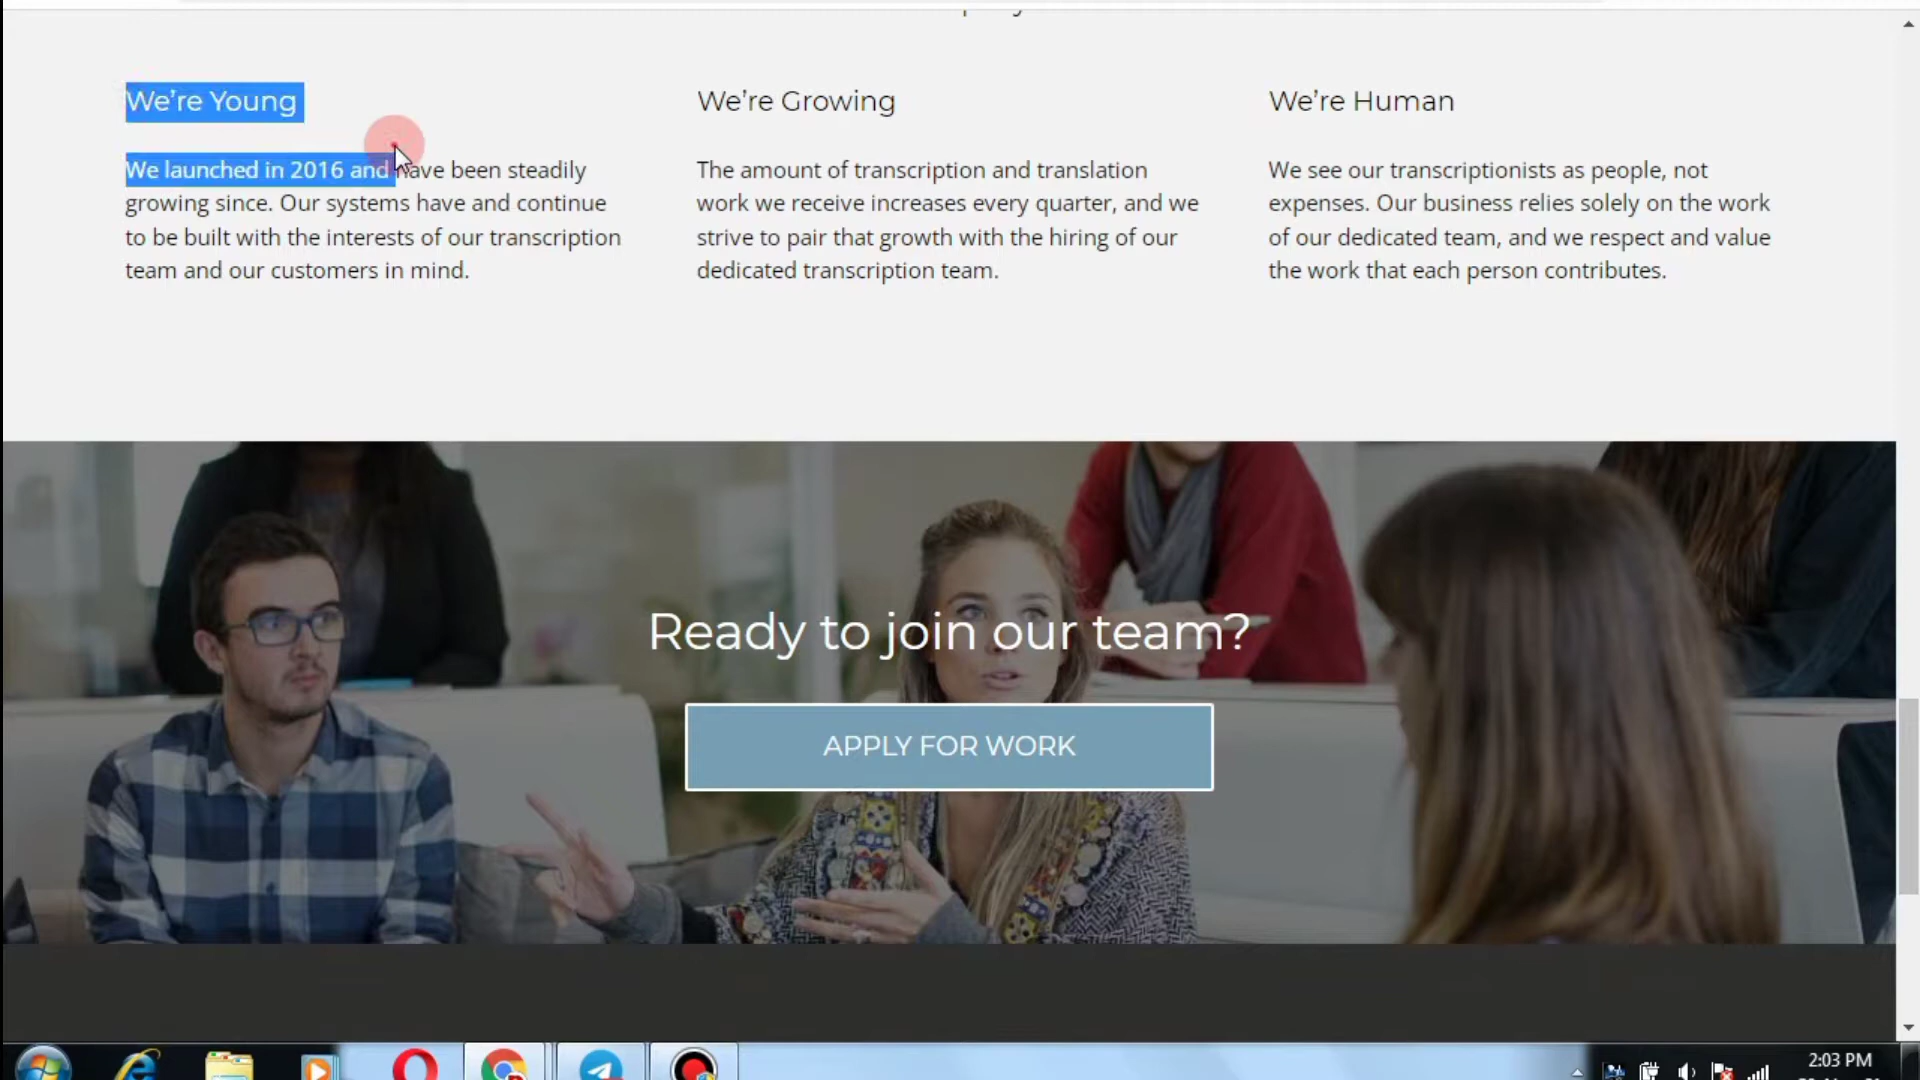 We’re Young
We launched in 2016 and have been steadily
growing since. Our systems have and continue
to be built with the interests of our transcription
team and our customers in mind.
We’re Growing
The amount of transcription and translation
work we receive increases every quarter, and we
strive to pair that growth with the hiring of our
dedicated transcription team.
We’re Human
We see our transcriptionists as people, not
expenses. Our business relies solely on the work
of our dedicated team, and we respect and value
the work that each person contributes.
Ready to join our team?
APPLY FOR WORK
2:03 PM